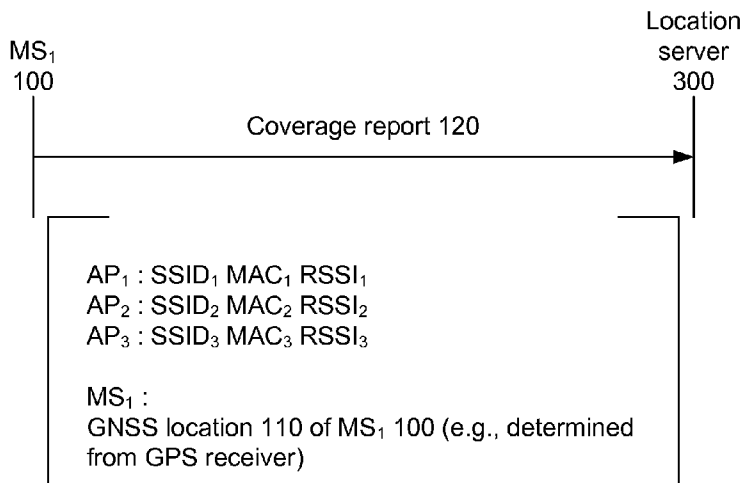 MS₁
100
Location
server
300
Coverage report 120
AP₁ : SSID₁ MAC₁ RSSI₁
AP₂ : SSID₂ MAC₂ RSSI₂
AP₃ : SSID₃ MAC₃ RSSI₃
MS₁ :
GNSS location 110 of MS₁ 100 (e.g., determined
from GPS receiver)